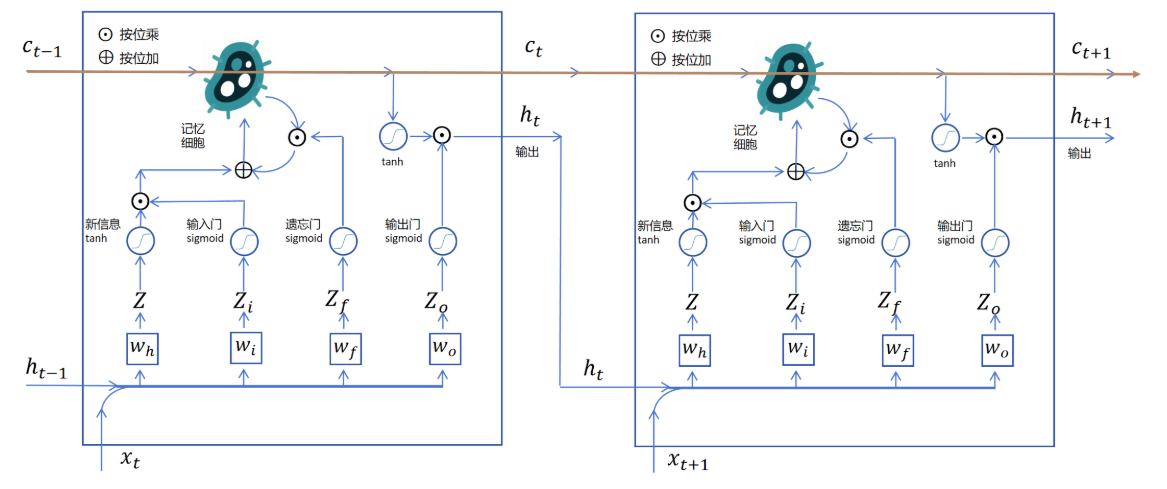 c_{t-1}
⊙ 按位乘
⊕ 按位加
记忆
细胞
新信息
tanh
输入门
sigmoid
遗忘门
sigmoid
输出门
sigmoid
tanh
Z
Z_i
Z_f
Z_o
w_h
w_i
w_f
w_o
h_{t-1}
x_t
c_t
h_t
输出
h_t
⊙ 按位乘
⊕ 按位加
记忆
细胞
新信息
tanh
输入门
sigmoid
遗忘门
sigmoid
输出门
sigmoid
tanh
Z
Z_i
Z_f
Z_o
w_h
w_i
w_f
w_o
x_{t+1}
c_{t+1}
h_{t+1}
输出